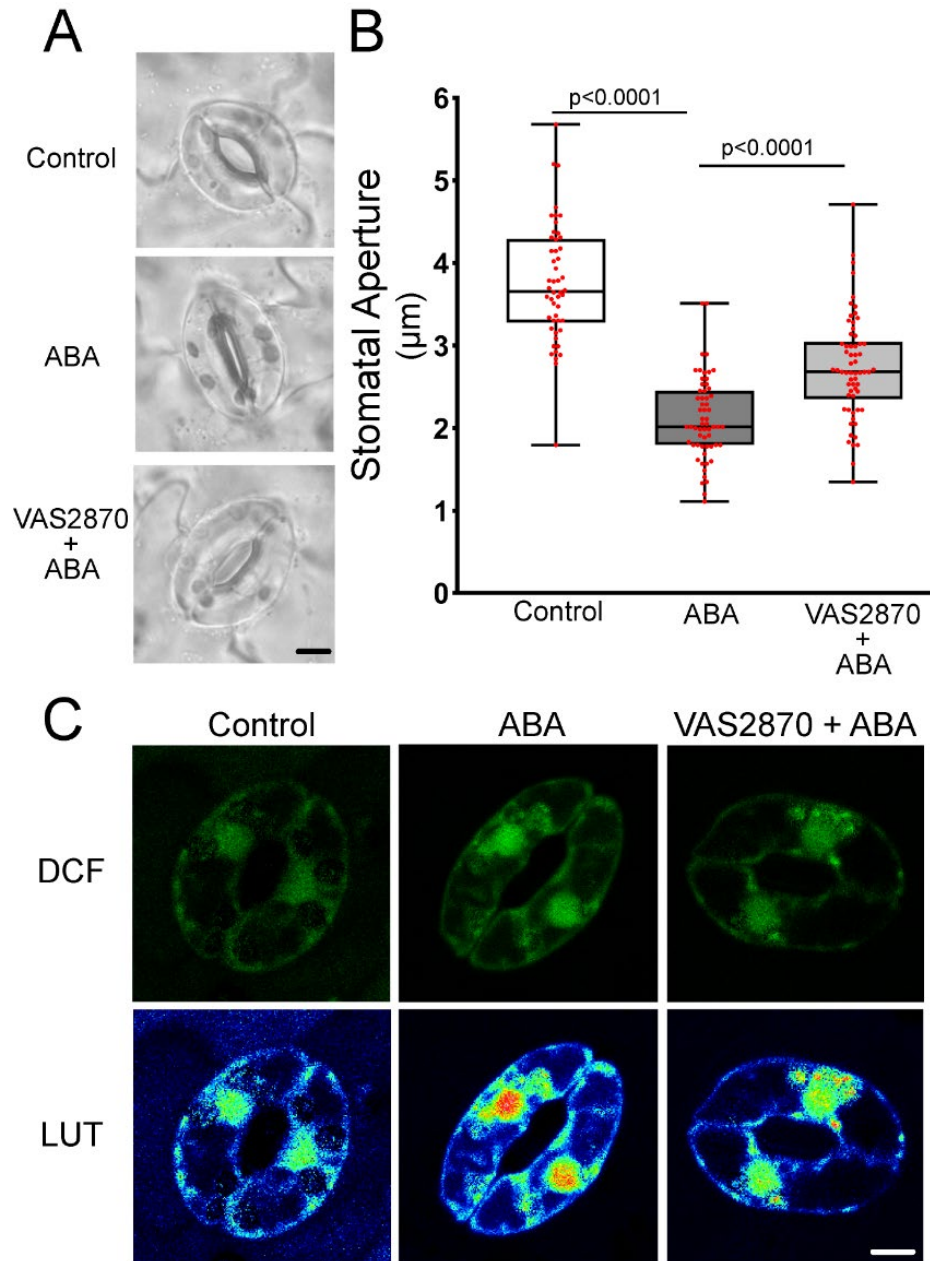 A
Control
ABA
VAS2870
+
ABA
B
Stomatal Aperture
(µm)
6
5
4
3
2
1
0
p<0.0001
p<0.0001
Control
ABA
VAS2870
+
ABA
C
Control
ABA
VAS2870 + ABA
DCF
LUT